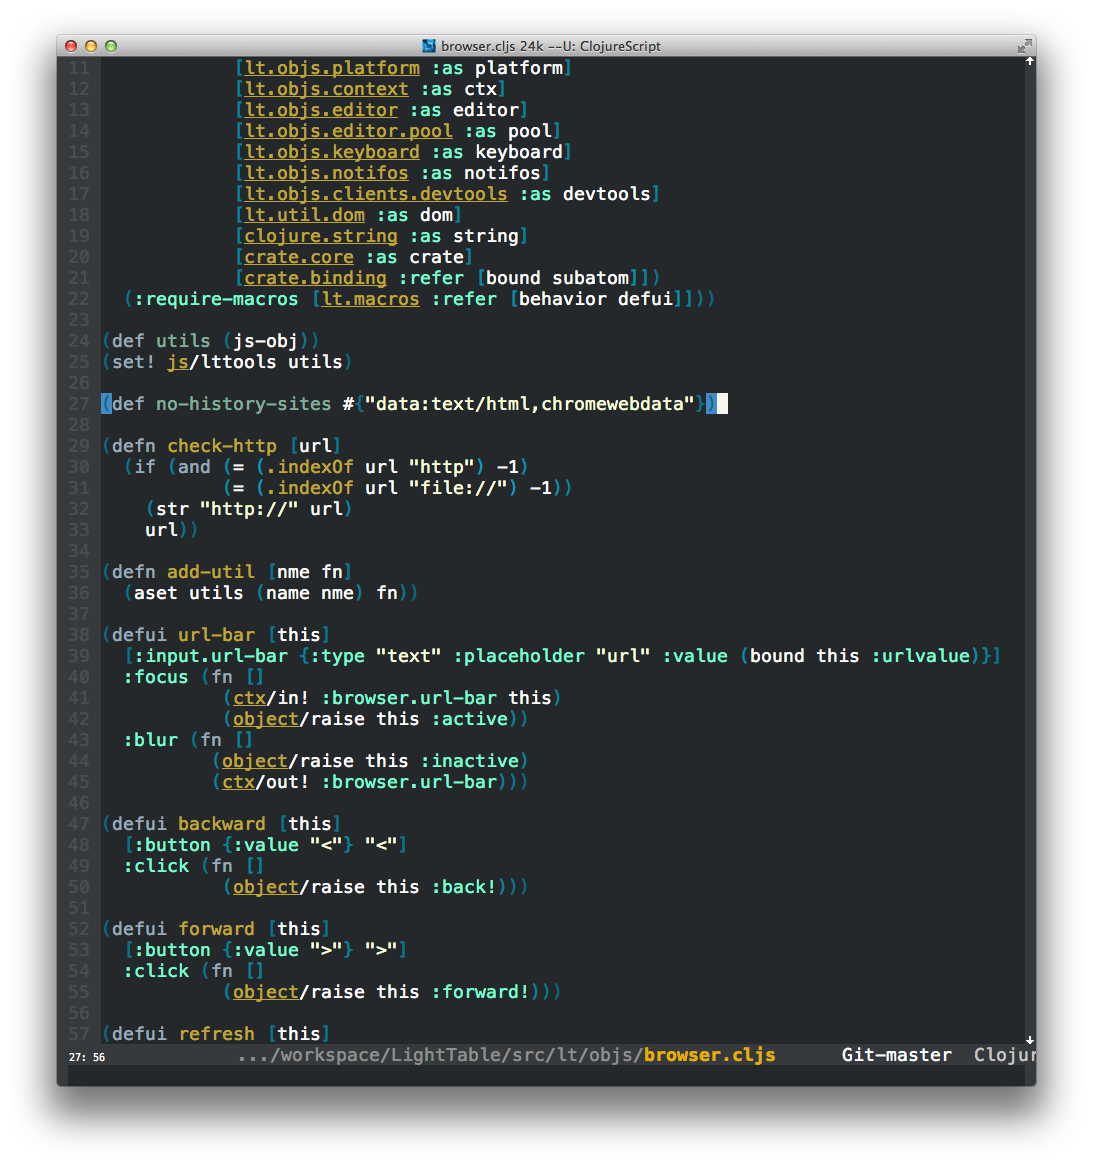 browser.cljs 24k --U: ClojureScript
11             [lt.objs.platform :as platform]
12             [lt.objs.context :as ctx]
13             [lt.objs.editor :as editor]
14             [lt.objs.editor.pool :as pool]
15             [lt.objs.keyboard :as keyboard]
16             [lt.objs.notifos :as notifos]
17             [lt.objs.clients.devtools :as devtools]
18             [lt.util.dom :as dom]
19             [clojure.string :as string]
20             [crate.core :as crate]
21             [crate.binding :refer [bound subatom]])
22   (:require-macros [lt.macros :refer [behavior defui]]))
23
24 (def utils (js-obj))
25 (set! js/lttools utils)
26
27 (def no-history-sites #{"data:text/html,chromewebdata"})
28
29 (defn check-http [url]
30   (if (and (= (.indexOf url "http") -1)
31            (= (.indexOf url "file://") -1))
32     (str "http://" url)
33     url))
34
35 (defn add-util [nme fn]
36   (aset utils (name nme) fn))
37
38 (defui url-bar [this]
39   [:input.url-bar {:type "text" :placeholder "url" :value (bound this :urlvalue)}]
40   :focus (fn []
41            (ctx/in! :browser.url-bar this)
42            (object/raise this :active))
43   :blur (fn []
44           (object/raise this :inactive)
45           (ctx/out! :browser.url-bar)))
46
47 (defui backward [this]
48   [:button {:value "<"} "<"]
49   :click (fn []
50            (object/raise this :back!)))
51
52 (defui forward [this]
53   [:button {:value ">"} ">"]
54   :click (fn []
55            (object/raise this :forward!)))
56
57 (defui refresh [this]
27: 56 .../workspace/LightTable/src/lt/objs/browser.cljs Git-master Clojur